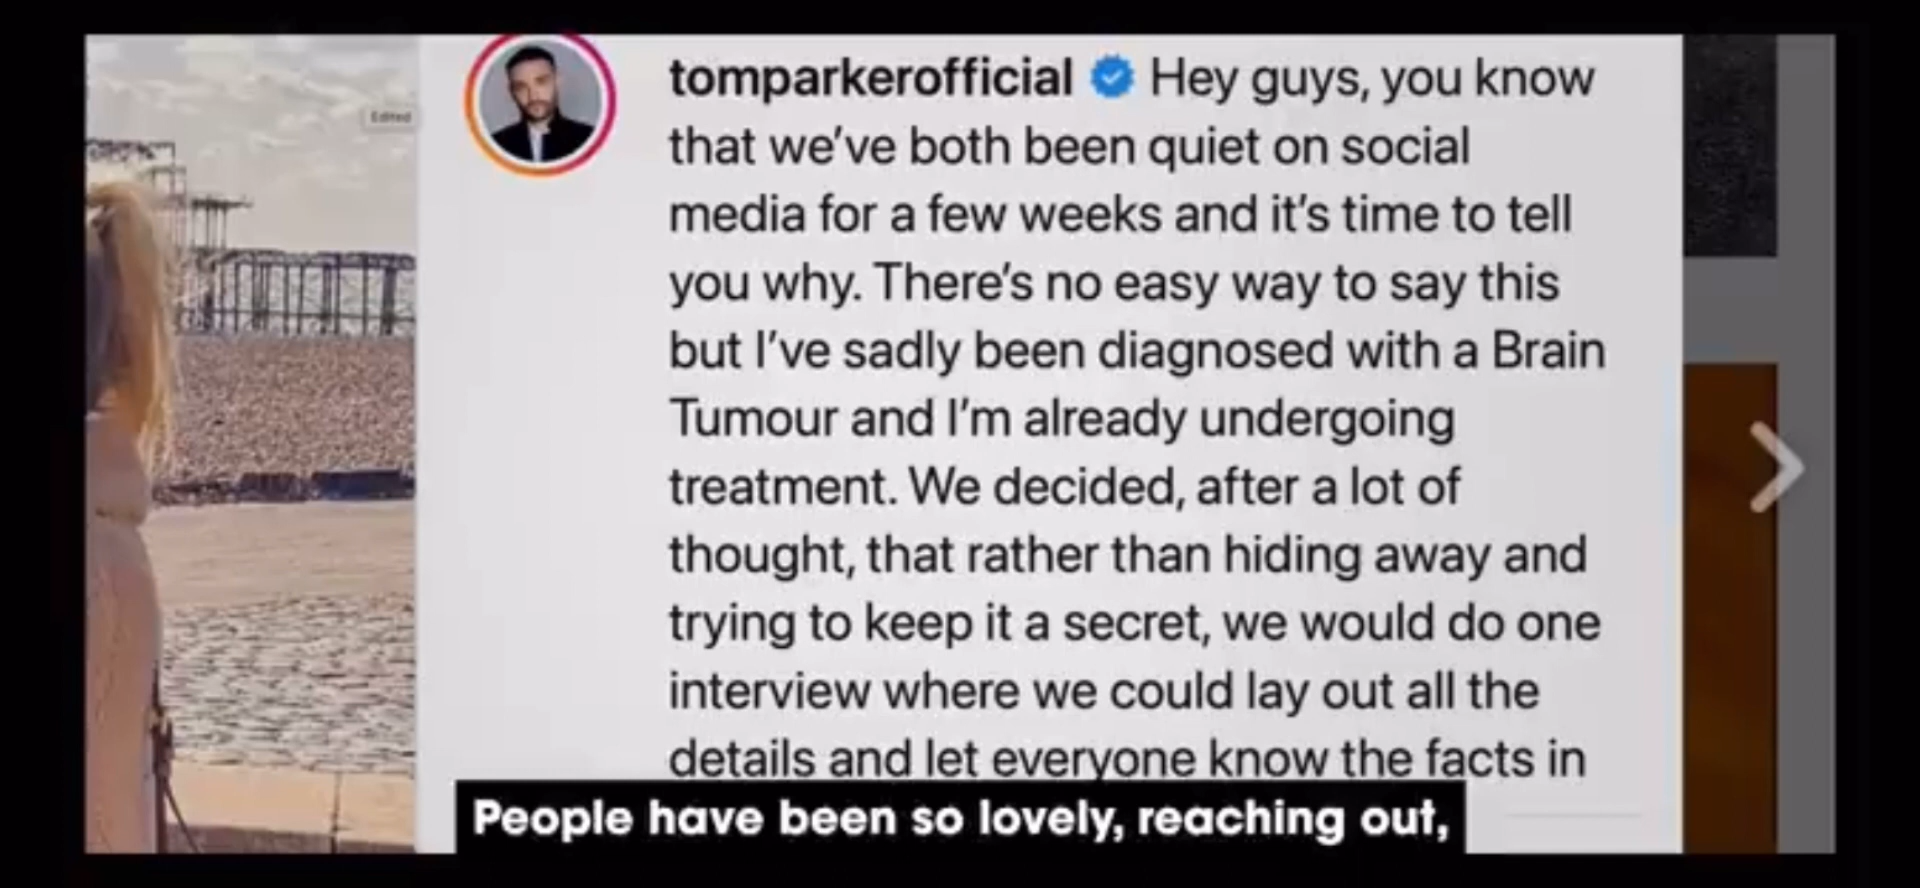 Edited
tomparkerofficial Hey guys, you know
that we've both been quiet on social
media for a few weeks and it's time to tell
you why. There's no easy way to say this
but I've sadly been diagnosed with a Brain
Tumour and I'm already undergoing
treatment. We decided, after a lot of
thought, that rather than hiding away and
trying to keep it a secret, we would do one
interview where we could lay out all the
details and let everyone know the facts in
People have been so lovely, reaching out,